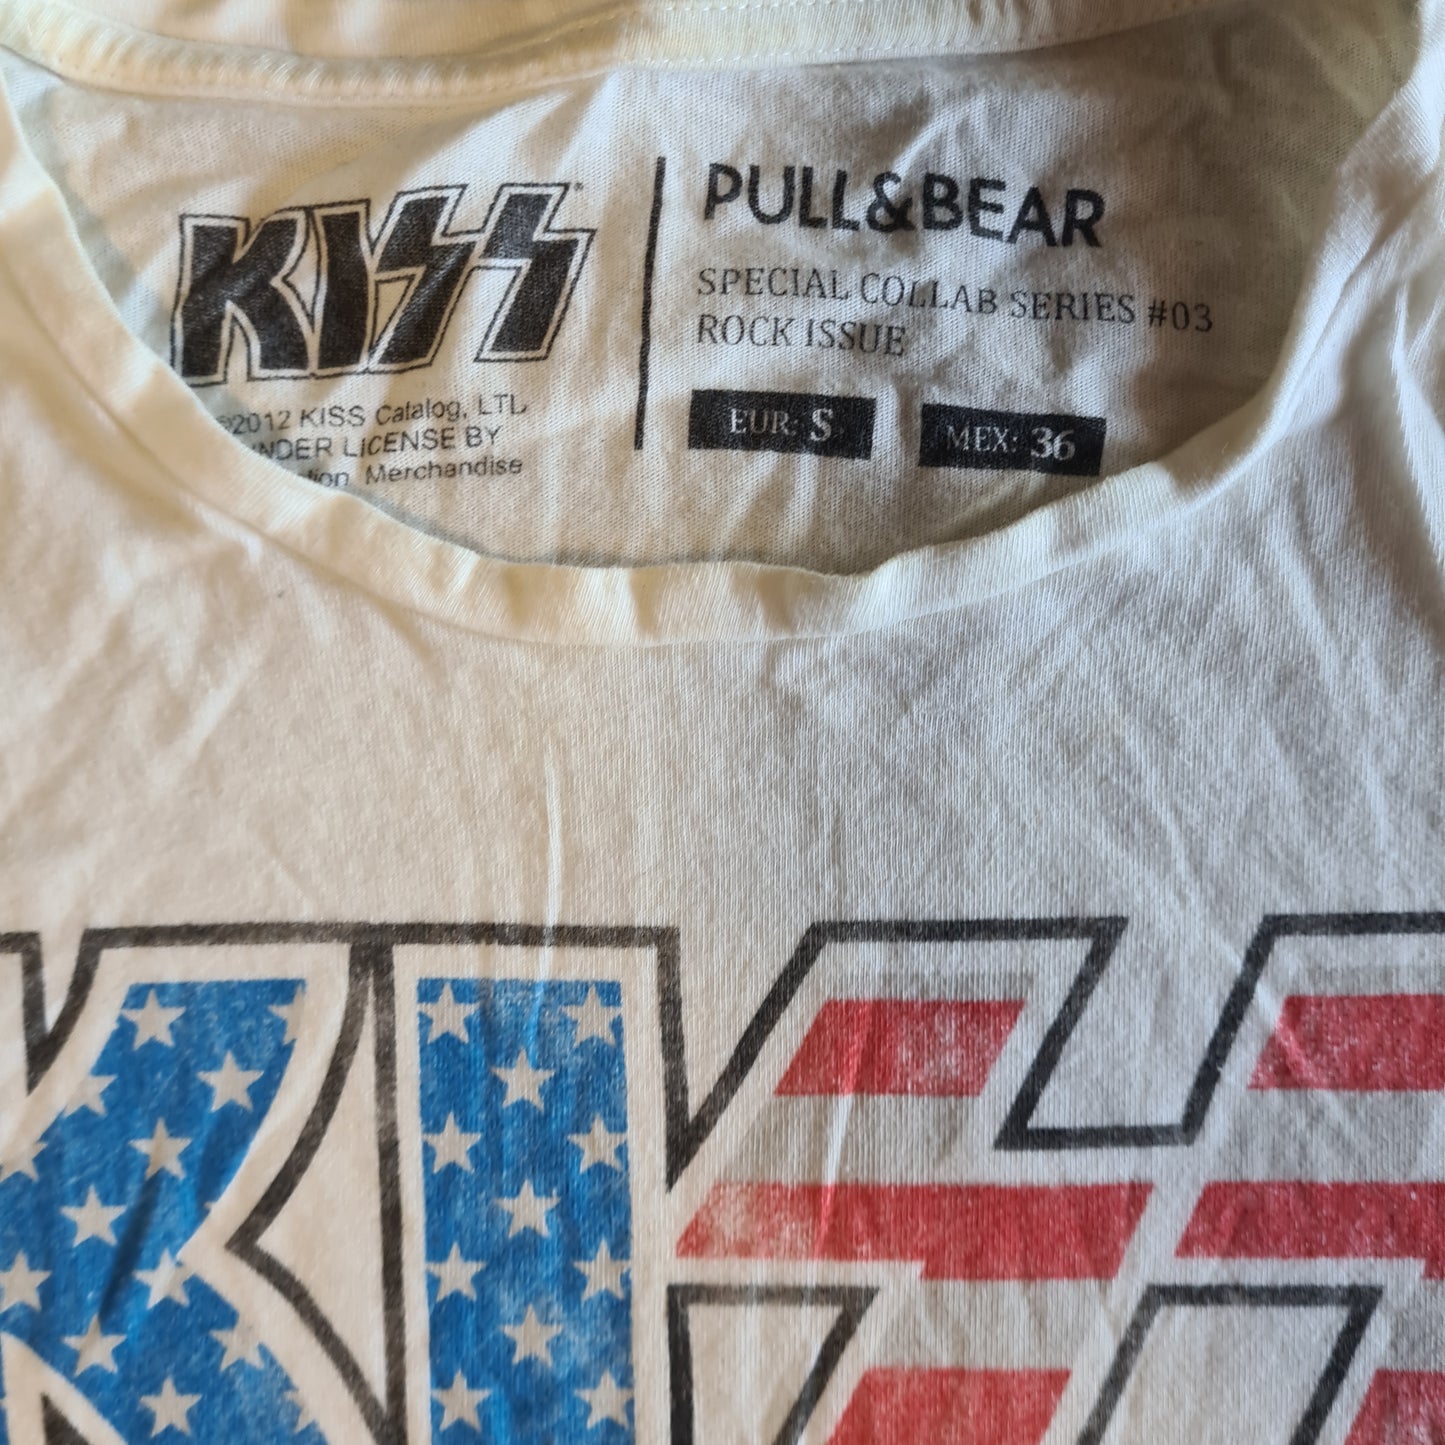 KISS
©2012 KISS Catalog, LTD.
UNDER LICENSE BY
Merchandise
PULL&BEAR
SPECIAL COLLAB SERIES #03
ROCK ISSUE
EUR: S
MEX: 36
KISS